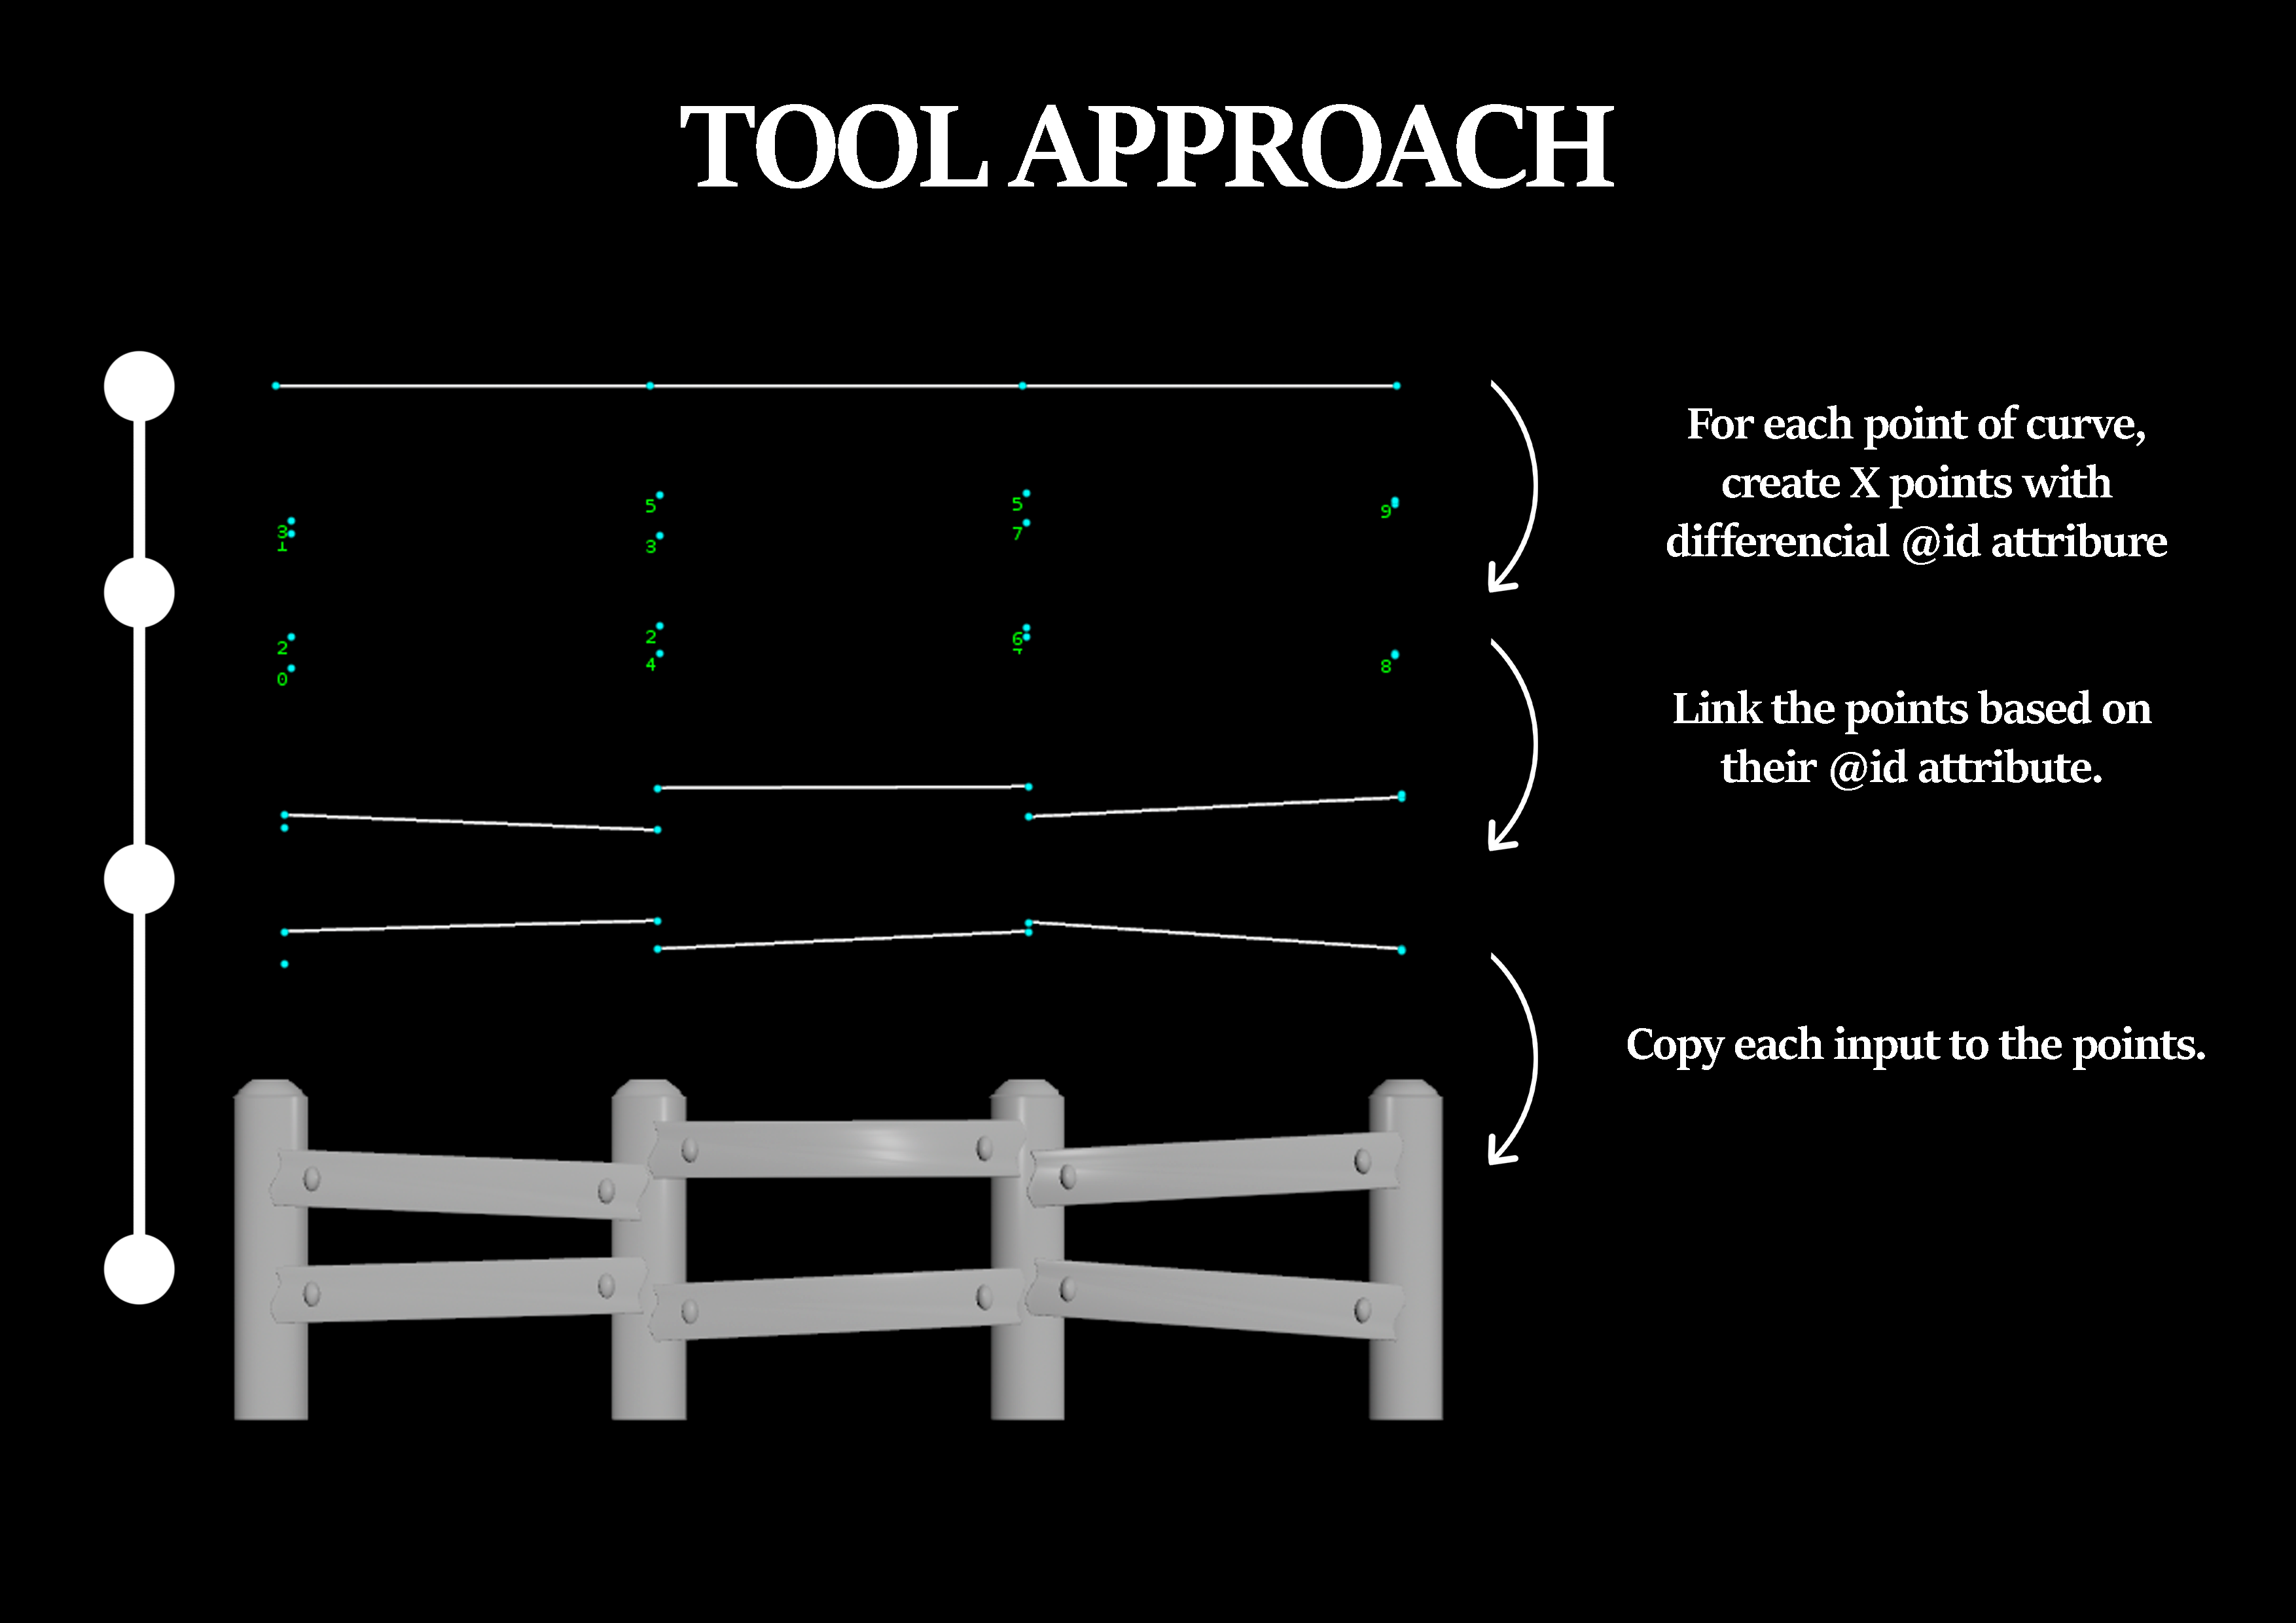 TOOL APPROACH
For each point of curve,
create X points with
differencial @id attribure
5
5
9
3
1
3
7
2
2
6
4
8
0
Link the points based on
their @id attribute.
Copy each input to the points.